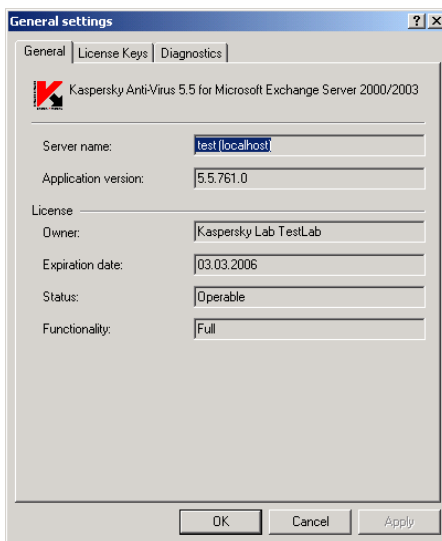 General settings
General
License Keys
Diagnostics
Kaspersky Anti-Virus 5.5 for Microsoft Exchange Server 2000/2003
Server name: test (localhost)
Application version: 5.5.761.0
License
Owner: Kaspersky Lab TestLab
Expiration date: 03.03.2006
Status: Operable
Functionality: Full
OK
Cancel
Apply